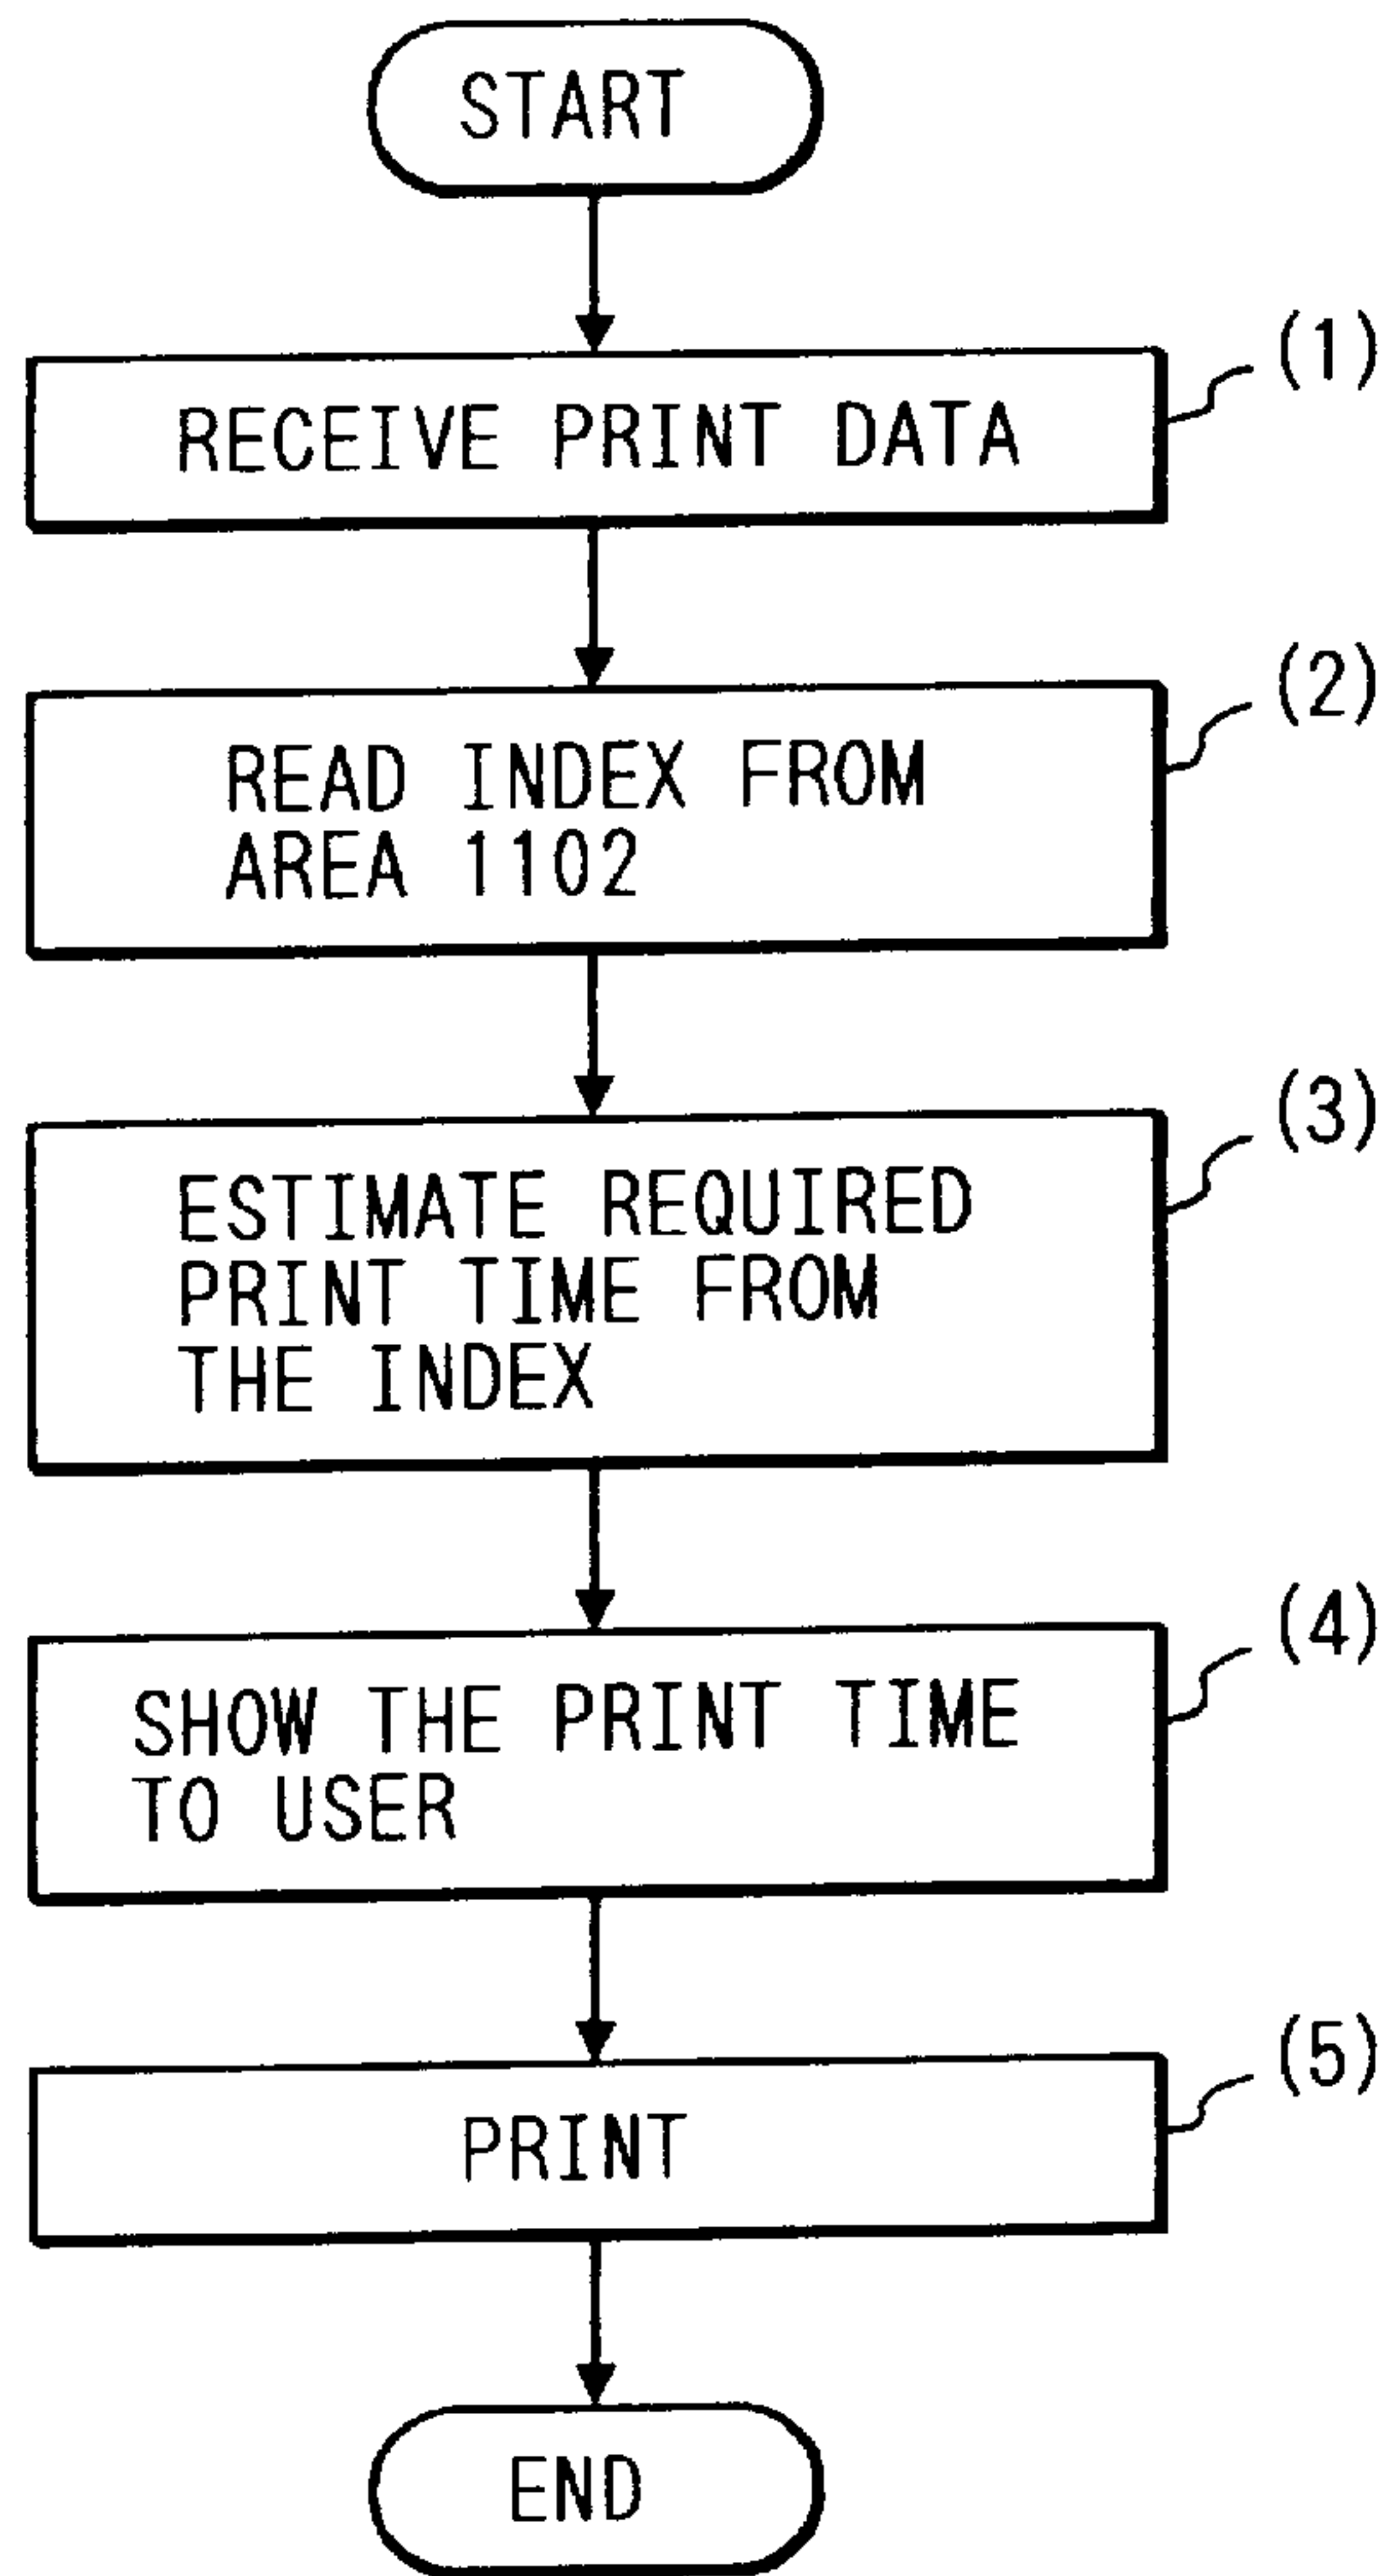 START
(1)
RECEIVE PRINT DATA
(2)
READ INDEX FROM
AREA 1102
(3)
ESTIMATE REQUIRED
PRINT TIME FROM
THE INDEX
(4)
SHOW THE PRINT TIME
TO USER
(5)
PRINT
END